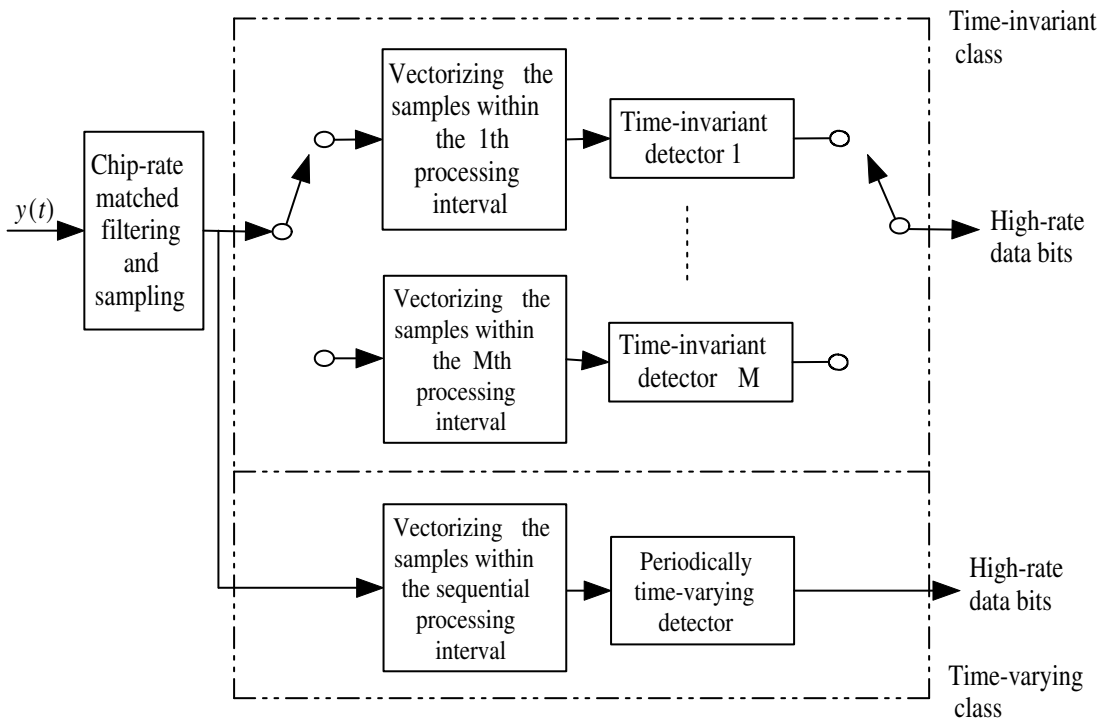 Time-invariant
class
Vectorizing the
samples within
the 1th
processing
interval
Time-invariant
detector 1
Chip-rate
matched
filtering
and
sampling
y(t)
High-rate
data bits
Vectorizing the
samples within
the Mth
processing
interval
Time-invariant
detector M
Vectorizing the
samples within
the sequential
processing
interval
Periodically
time-varying
detector
High-rate
data bits
Time-varying
class